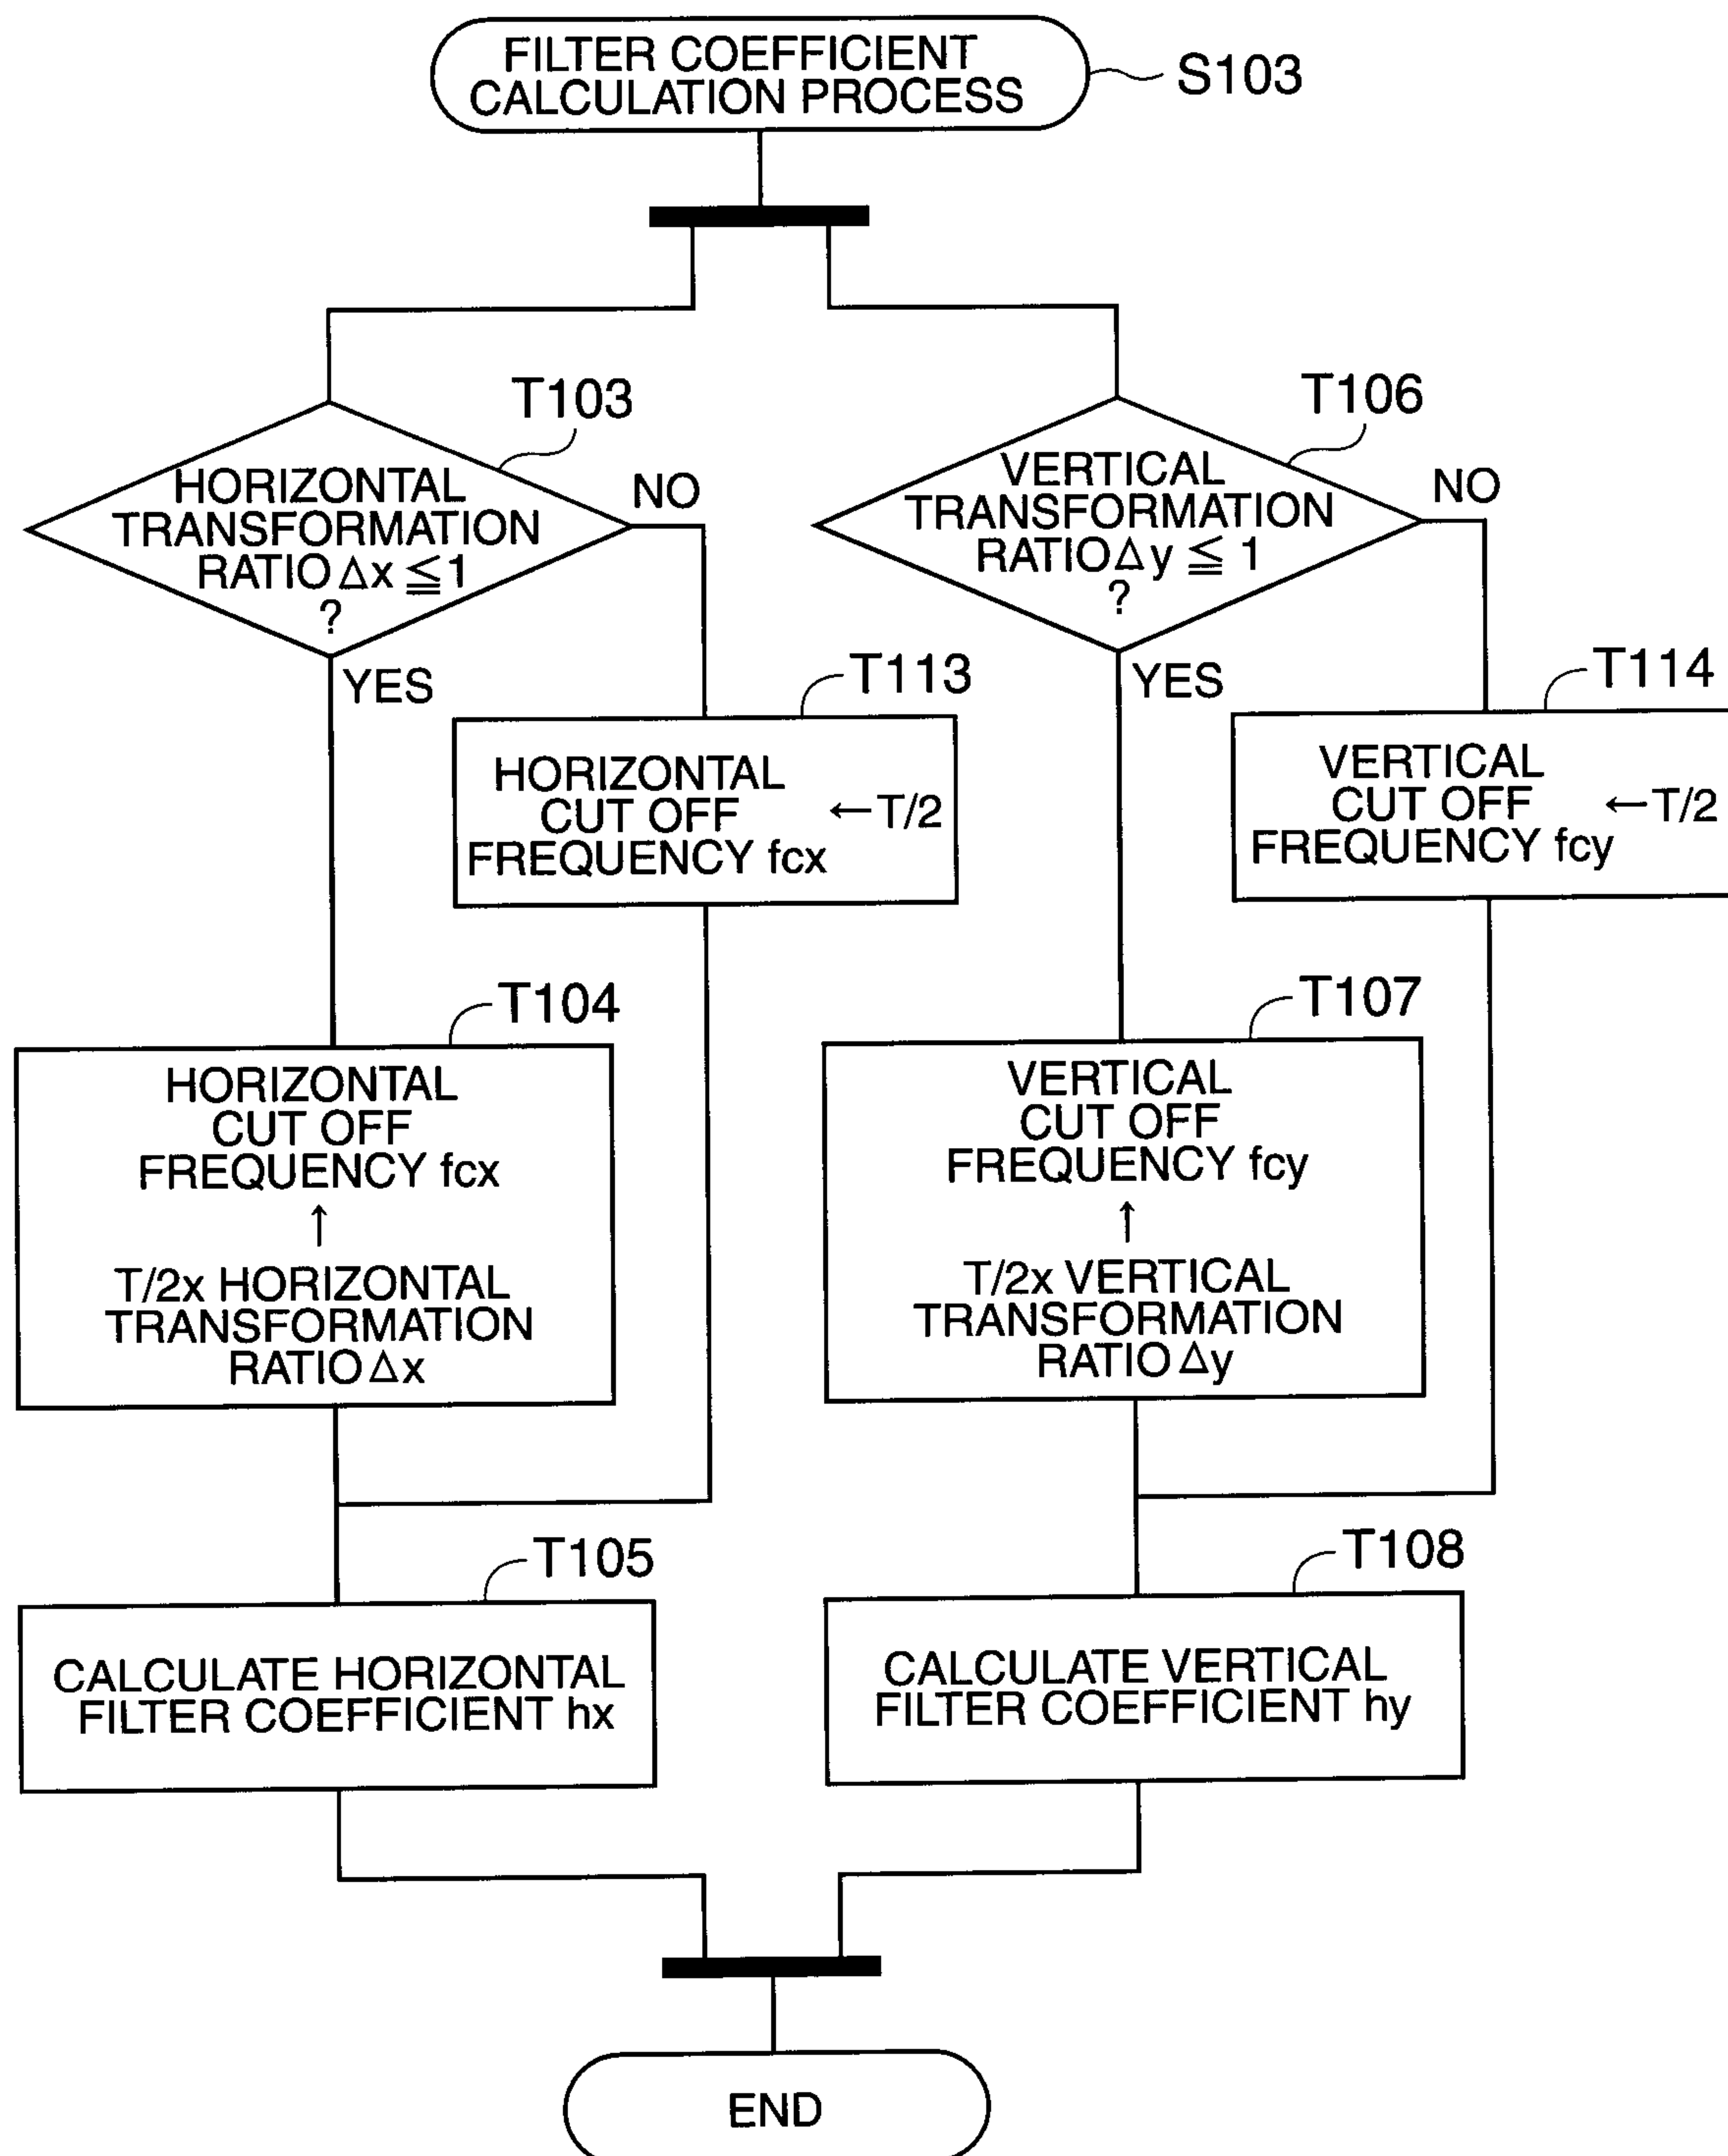 FILTER COEFFICIENT
CALCULATION PROCESS
S103
T103
HORIZONTAL
TRANSFORMATION
RATIO Δx ≦ 1
?
NO
YES
T113
HORIZONTAL
CUT OFF
FREQUENCY fcx
←T/2
T104
HORIZONTAL
CUT OFF
FREQUENCY fcx
↑
T/2x HORIZONTAL
TRANSFORMATION
RATIO Δx
T105
CALCULATE HORIZONTAL
FILTER COEFFICIENT hx
T106
VERTICAL
TRANSFORMATION
RATIO Δy ≦ 1
?
NO
YES
T114
VERTICAL
CUT OFF
FREQUENCY fcy
←T/2
T107
VERTICAL
CUT OFF
FREQUENCY fcy
↑
T/2x VERTICAL
TRANSFORMATION
RATIO Δy
T108
CALCULATE VERTICAL
FILTER COEFFICIENT hy
END